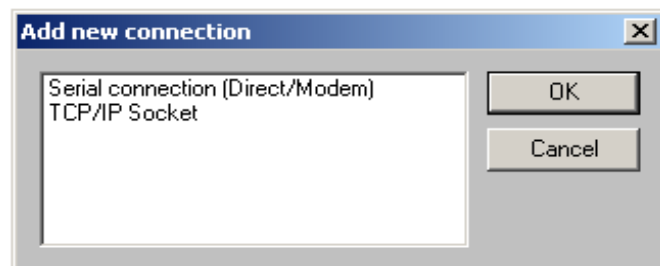 Add new connection
Serial connection (Direct/Modem)
TCP/IP Socket
OK
Cancel